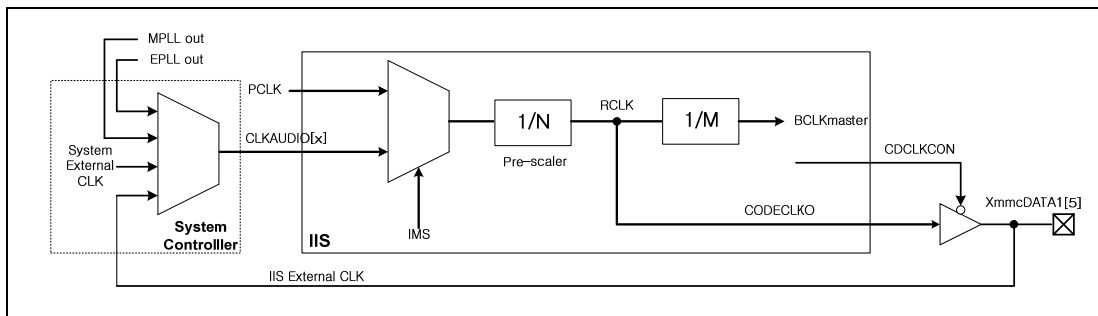 MPLL out
EPLL out
PCLK
CLKAUDIO[x]
System
External
CLK
System
Controlller
IIS
IMS
1/N
Pre-scaler
RCLK
1/M
BCLKmaster
CDCLKCON
CODECLKO
XmmcDATA1[5]
IIS External CLK